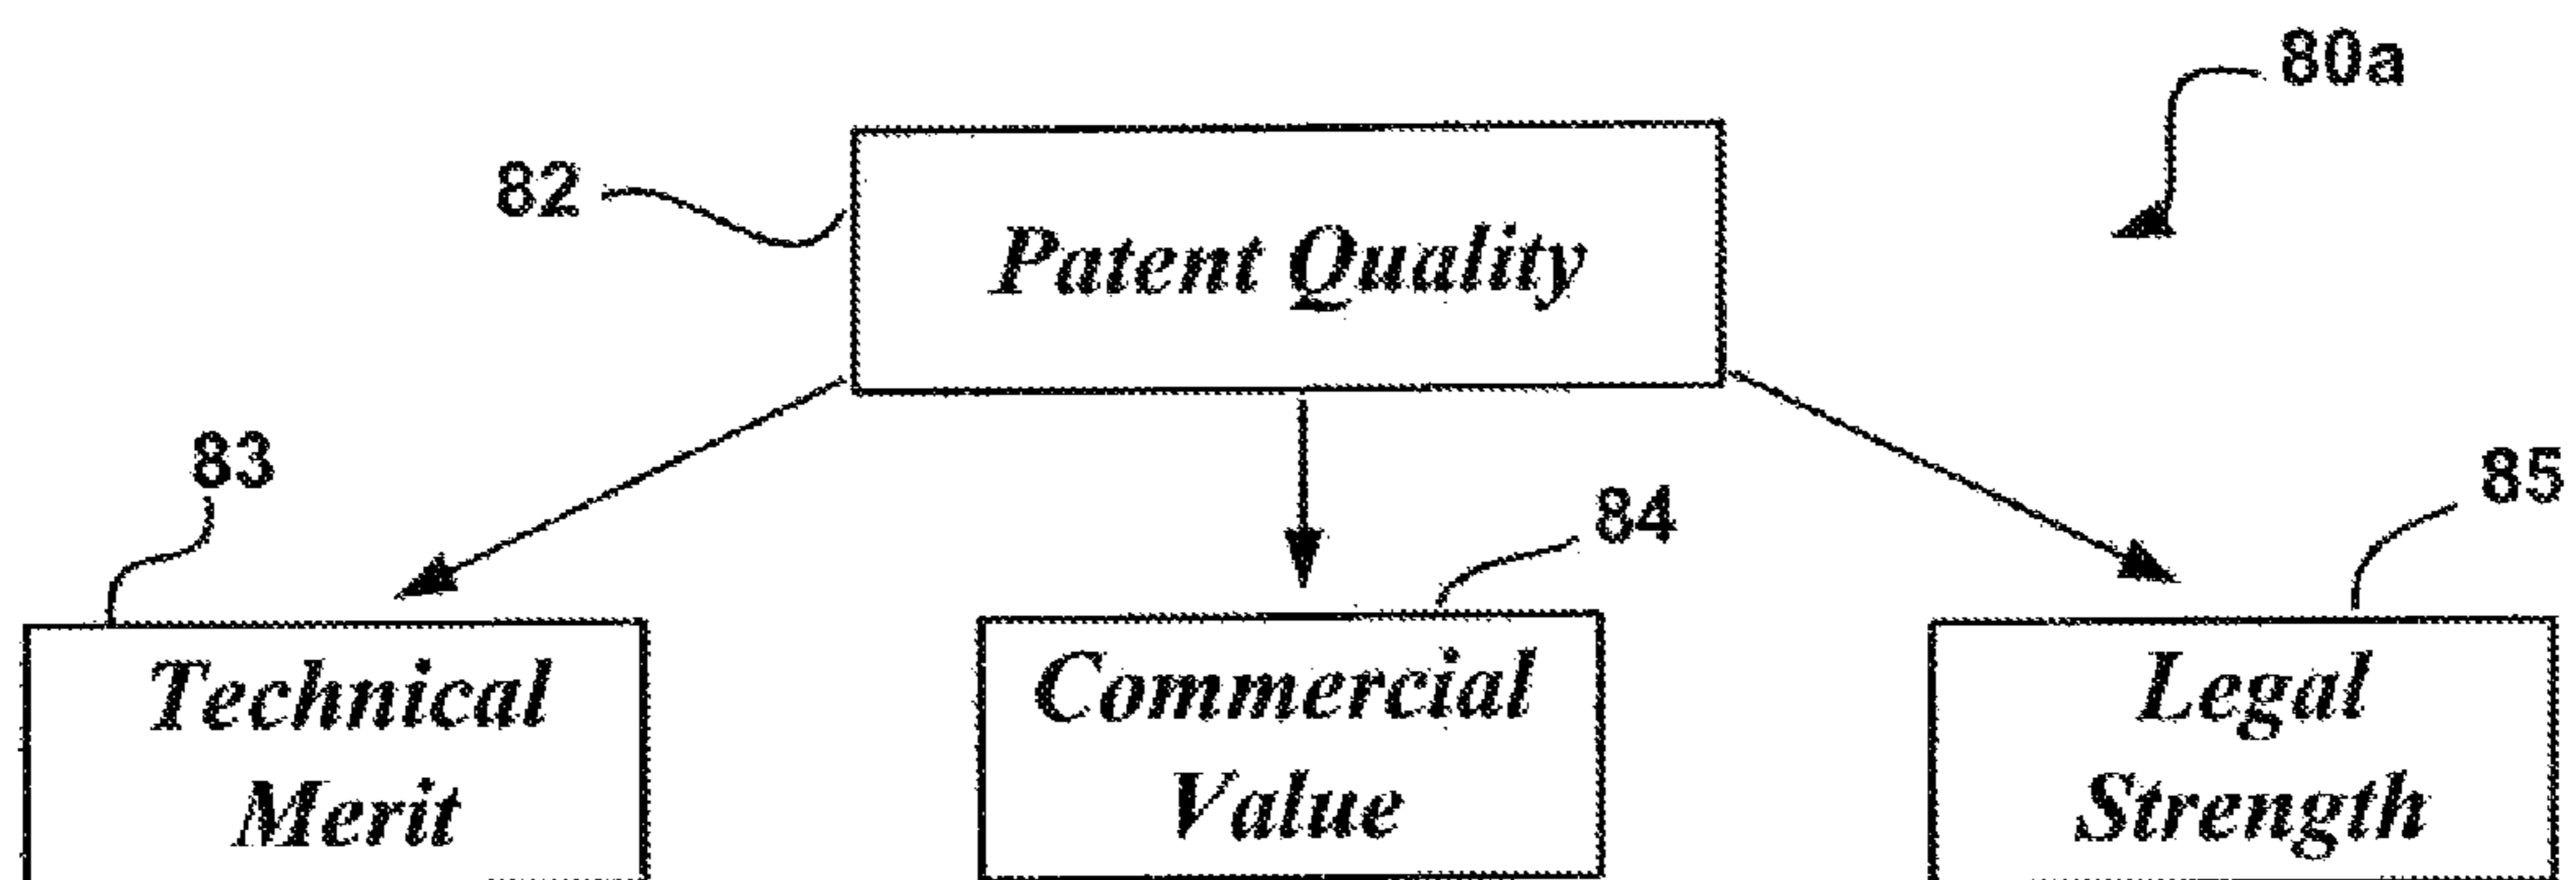 80a
82
Patent Quality
83
84
85
Technical
Merit
Commercial
Value
Legal
Strength